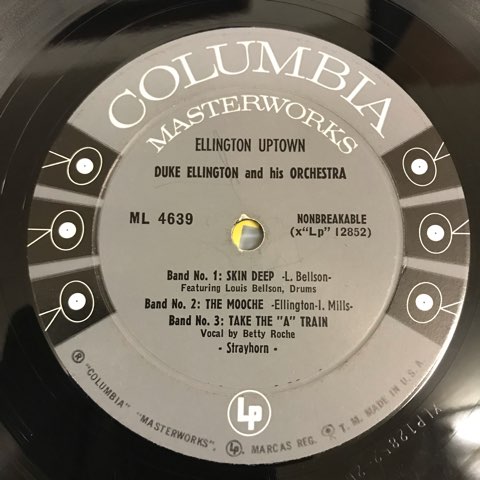 COLUMBIA
MASTERWORKS
ELLINGTON UPTOWN
DUKE ELLINGTON and his ORCHESTRA
ML 4639
NONBREAKABLE
(x"Lp" 12852)
Band No. 1: SKIN DEEP -L. Bellson-
Featuring Louis Bellson, Drums
Band No. 2: THE MOOCHE -Ellington-I. Mills-
Band No. 3: TAKE THE "A" TRAIN
Vocal by Betty Roche
- Strayhorn -
Lp
® "COLUMBIA" "MASTERWORKS", Lp MARCAS REG. ® T. M. MADE IN U.S.A.